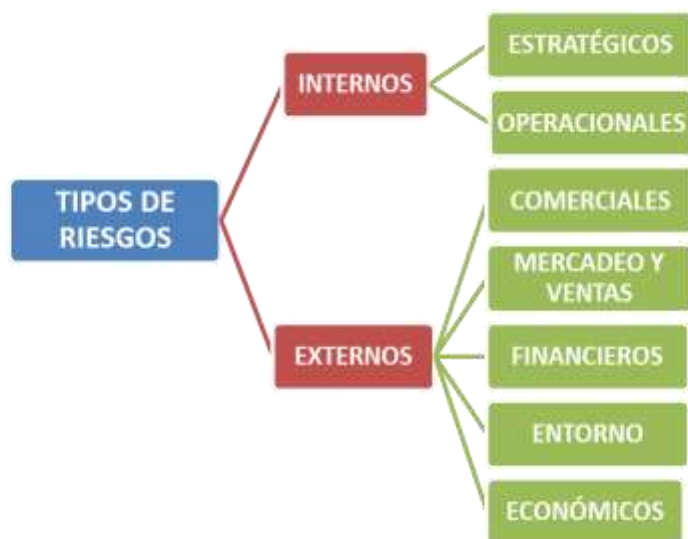 TIPOS DE
RIESGOS
INTERNOS
ESTRATÉGICOS
OPERACIONALES
EXTERNOS
COMERCIALES
MERCADEO Y
VENTAS
FINANCIEROS
ENTORNO
ECONÓMICOS